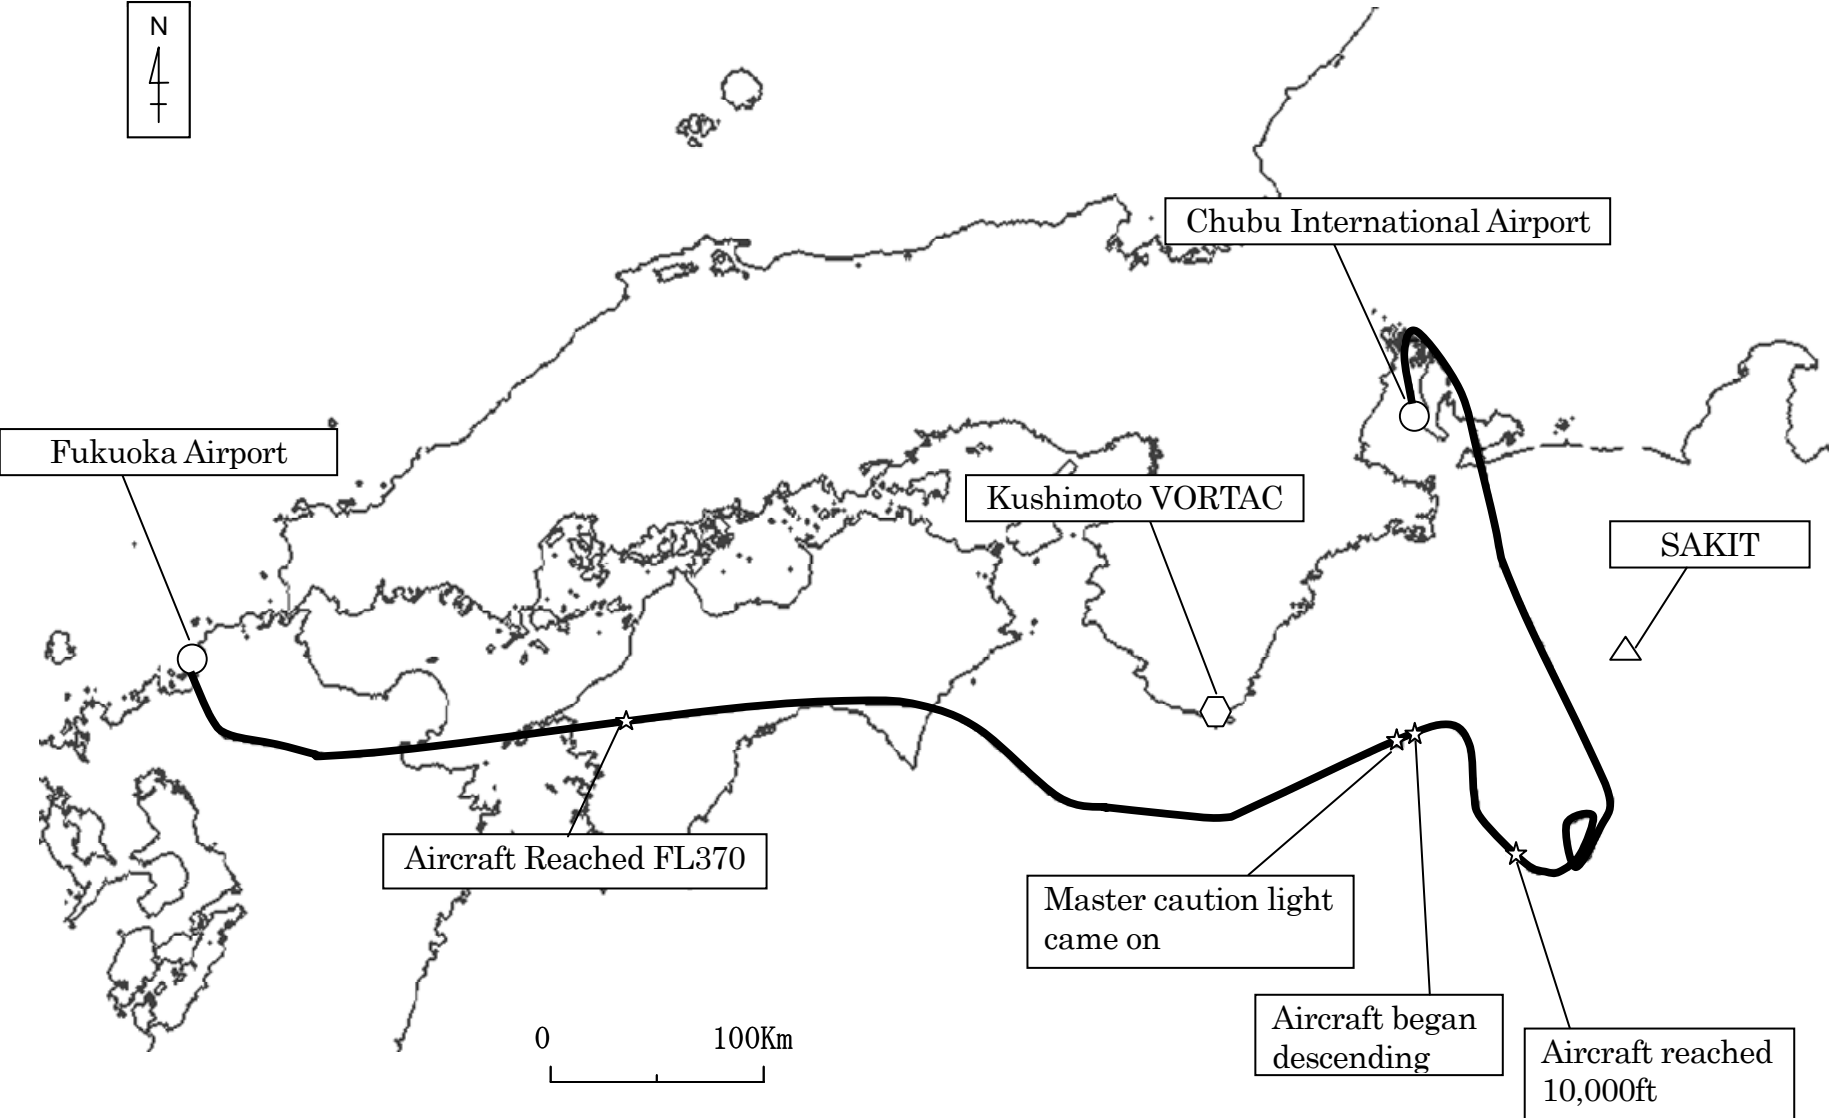 N
Chubu International Airport
Fukuoka Airport
Kushimoto VORTAC
SAKIT
Aircraft Reached FL370
Master caution light
came on
Aircraft began
descending
Aircraft reached
10,000ft
0 100Km